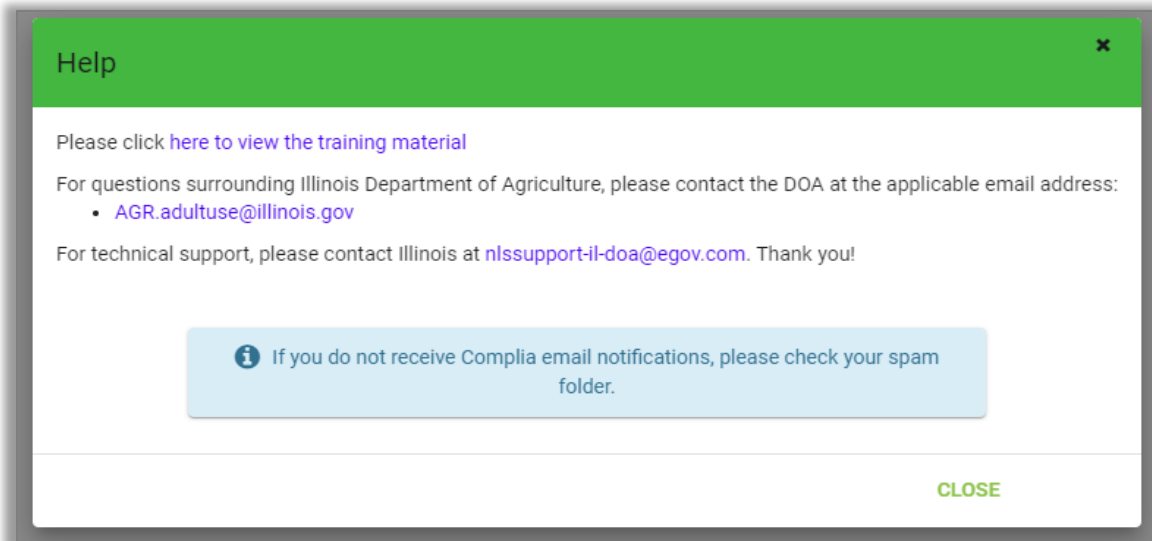 Help
Please click here to view the training material
For questions surrounding Illinois Department of Agriculture, please contact the DOA at the applicable email address:
• AGR.adultuse@illinois.gov
For technical support, please contact Illinois at nlssupport-il-doa@egov.com. Thank you!
If you do not receive Complia email notifications, please check your spam
folder.
CLOSE